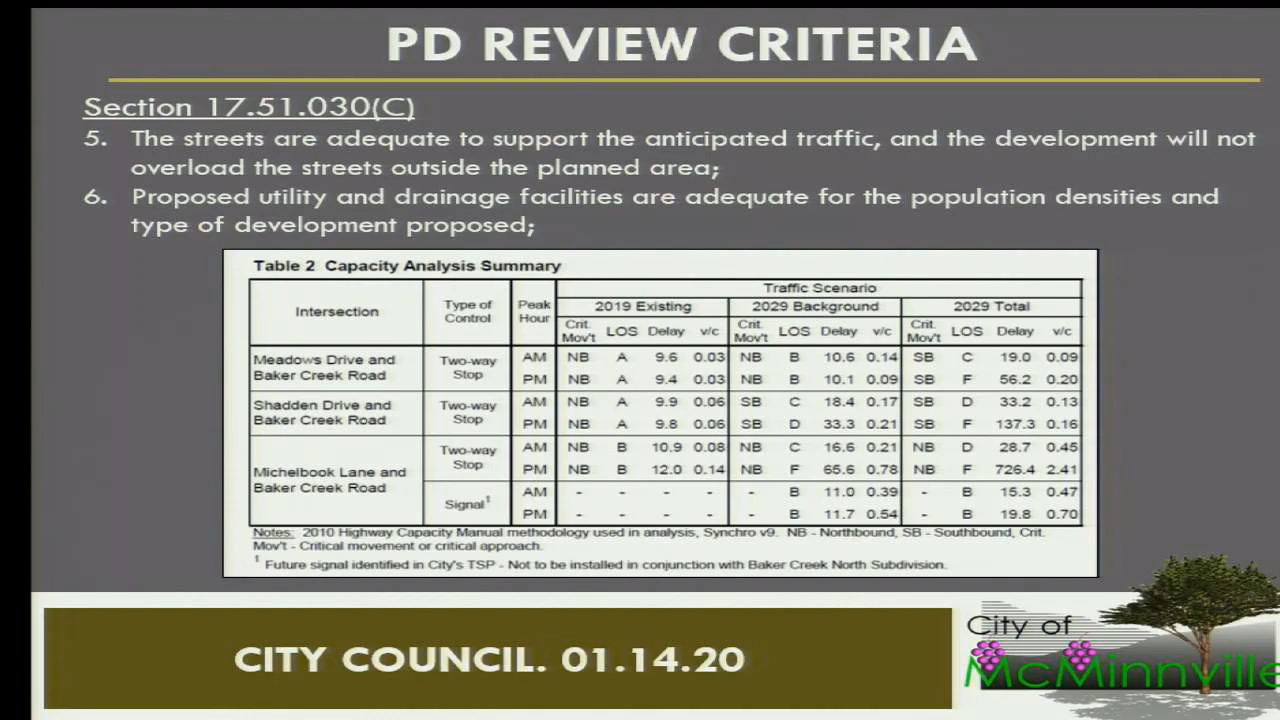 PD REVIEW CRITERIA
Section 17.51.030(C)
5. The streets are adequate to support the anticipated traffic, and the development will not
overload the streets outside the planned area;
6. Proposed utility and drainage facilities are adequate for the population densities and
type of development proposed;
Table 2 Capacity Analysis Summary
Intersection Type of Control Peak Hour Traffic Scenario
2019 Existing 2029 Background 2029 Total
Crit. Mov't LOS Delay v/c Crit. Mov't LOS Delay v/c Crit. Mov't LOS Delay v/c
Meadows Drive and Baker Creek Road Two-way Stop AM NB A 9.6 0.03 NB B 10.6 0.14 SB C 19.0 0.09
PM NB A 9.4 0.03 NB B 10.1 0.09 SB F 56.2 0.20
Shadden Drive and Baker Creek Road Two-way Stop AM NB A 9.9 0.06 SB C 18.4 0.17 SB D 33.2 0.13
PM NB A 9.8 0.06 SB D 33.3 0.21 SB F 137.3 0.16
Michelbook Lane and Baker Creek Road Two-way Stop AM NB B 10.9 0.08 NB C 16.6 0.21 NB D 28.7 0.45
PM NB B 12.0 0.14 NB F 65.6 0.78 NB F 726.4 2.41
Signal¹ AM - - - - - B 11.0 0.39 - B 15.3 0.47
PM - - - - - B 11.7 0.54 - B 19.8 0.70
Notes: 2010 Highway Capacity Manual methodology used in analysis, Synchro v9. NB - Northbound, SB - Southbound, Crit.
Mov't - Critical movement or critical approach.
¹ Future signal identified in City's TSP - Not to be installed in conjunction with Baker Creek North Subdivision.
CITY COUNCIL. 01.14.20
City of
McMinnville